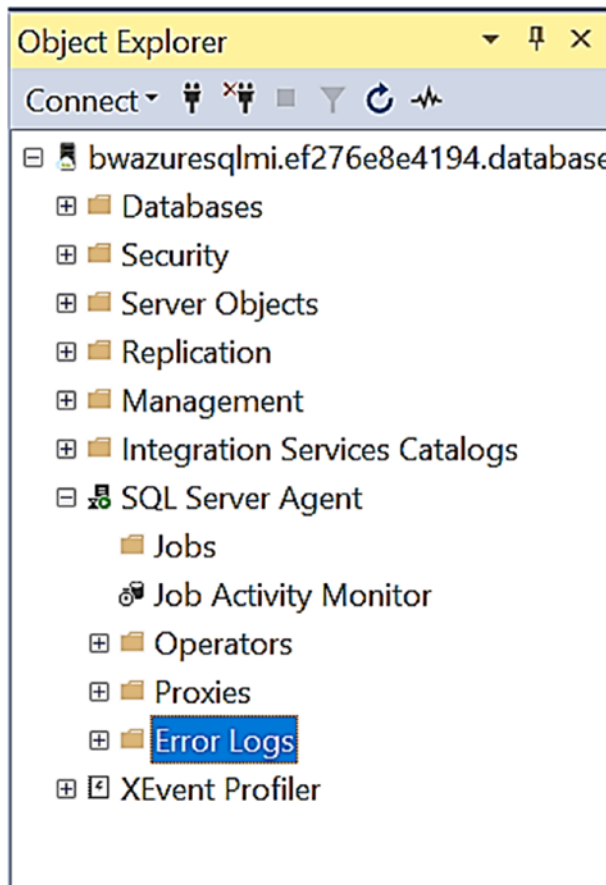 Object Explorer
Connect
bwazuresqlmi.ef276e8e4194.database
Databases
Security
Server Objects
Replication
Management
Integration Services Catalogs
SQL Server Agent
Jobs
Job Activity Monitor
Operators
Proxies
Error Logs
XEvent Profiler